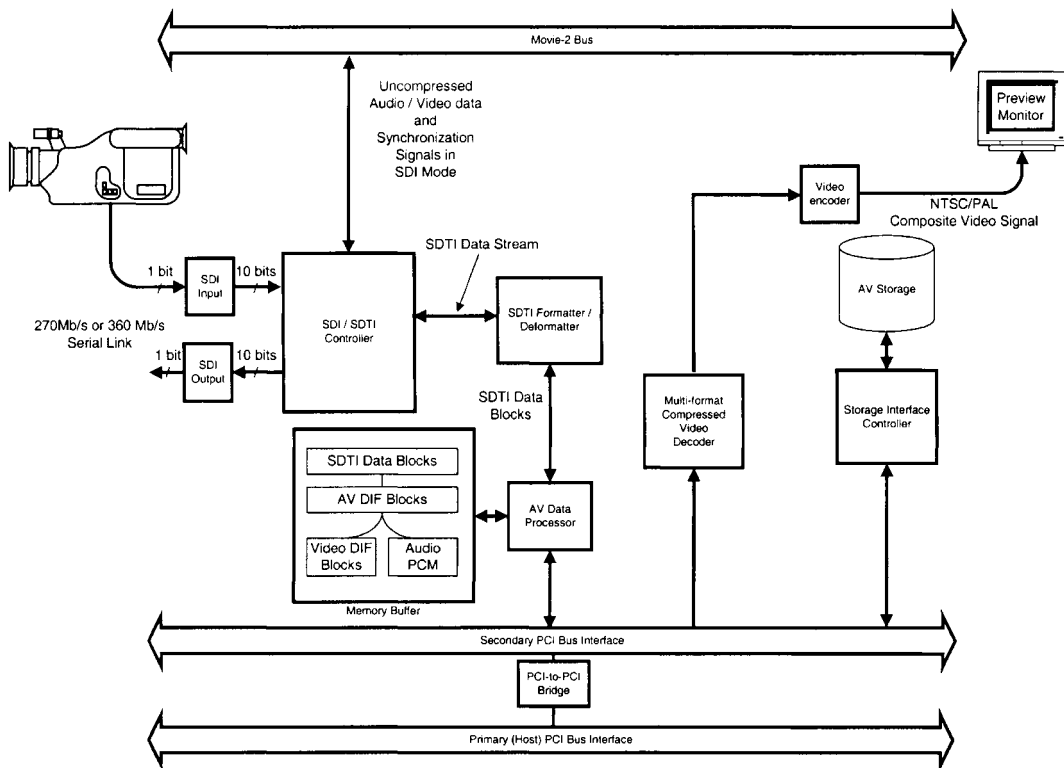 Movie-2 Bus
Uncompressed
Audio / Video data
and
Synchronization
Signals in
SDI Mode
Preview
Monitor
Video
encoder
NTSC/PAL
Composite Video Signal
SDTI Data Stream
1 bit
SDI
Input
10 bits
SDI / SDTI
Controller
SDTI Formatter /
Deformatter
AV Storage
270Mb/s or 360 Mb/s
Serial Link
1 bit
SDI
Output
10 bits
SDTI Data
Blocks
Multi-format
Compressed
Video
Decoder
Storage Interface
Controller
SDTI Data Blocks
AV DIF Blocks
Video DIF
Blocks
Audio
PCM
Memory Buffer
AV Data
Processor
Secondary PCI Bus Interface
PCI-to-PCI
Bridge
Primary (Host) PCI Bus Interface